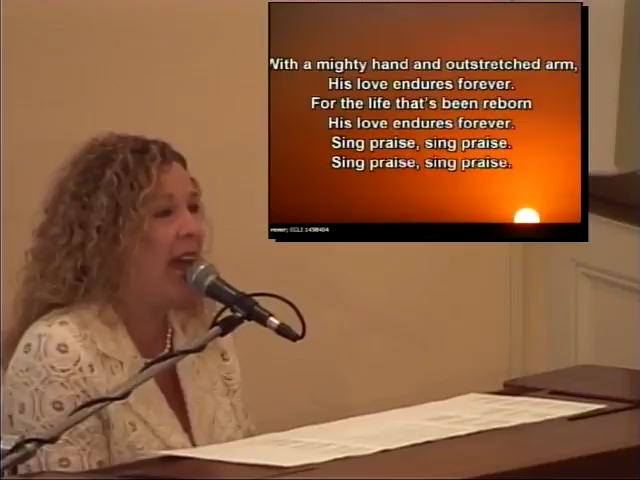 With a mighty hand and outstretched arm,
His love endures forever.
For the life that's been reborn
His love endures forever.
Sing praise, sing praise.
Sing praise, sing praise.
CCLI